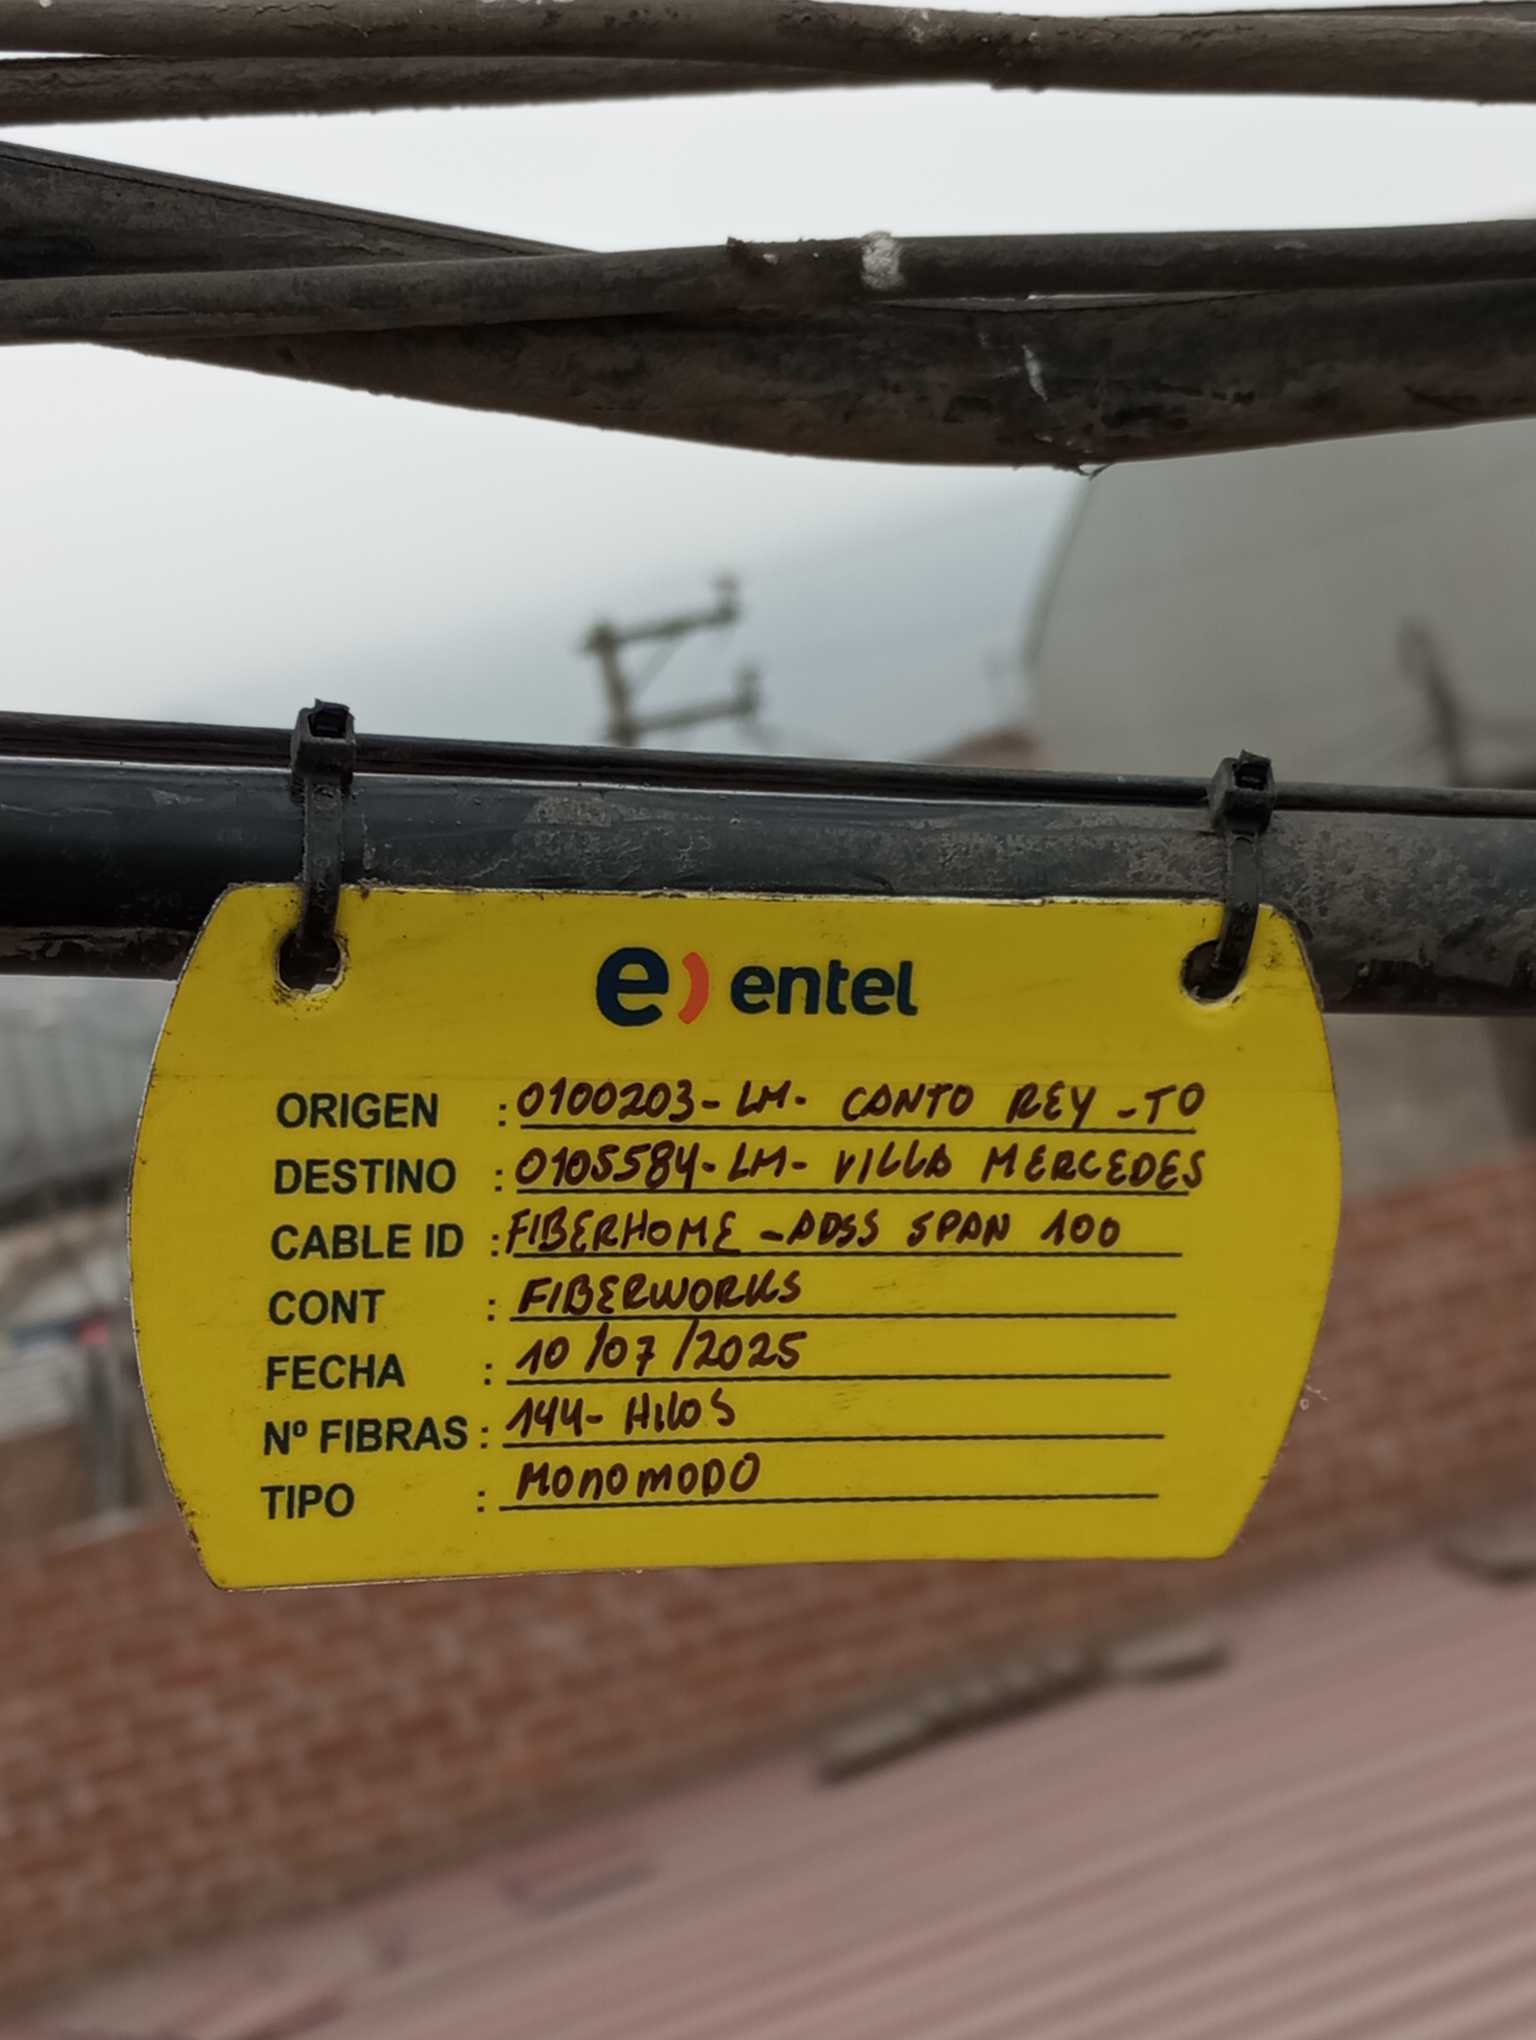 e) entel
ORIGEN : 0100203-LM- CANTO REY -TO
DESTINO : 0105584-LM- VILLA MERCEDES
CABLE ID : FIBERHOME -ADSS SPAN 100
CONT : FIBERWORKS
FECHA : 10/07/2025
Nº FIBRAS : 144- HILOS
TIPO : MONOMODO